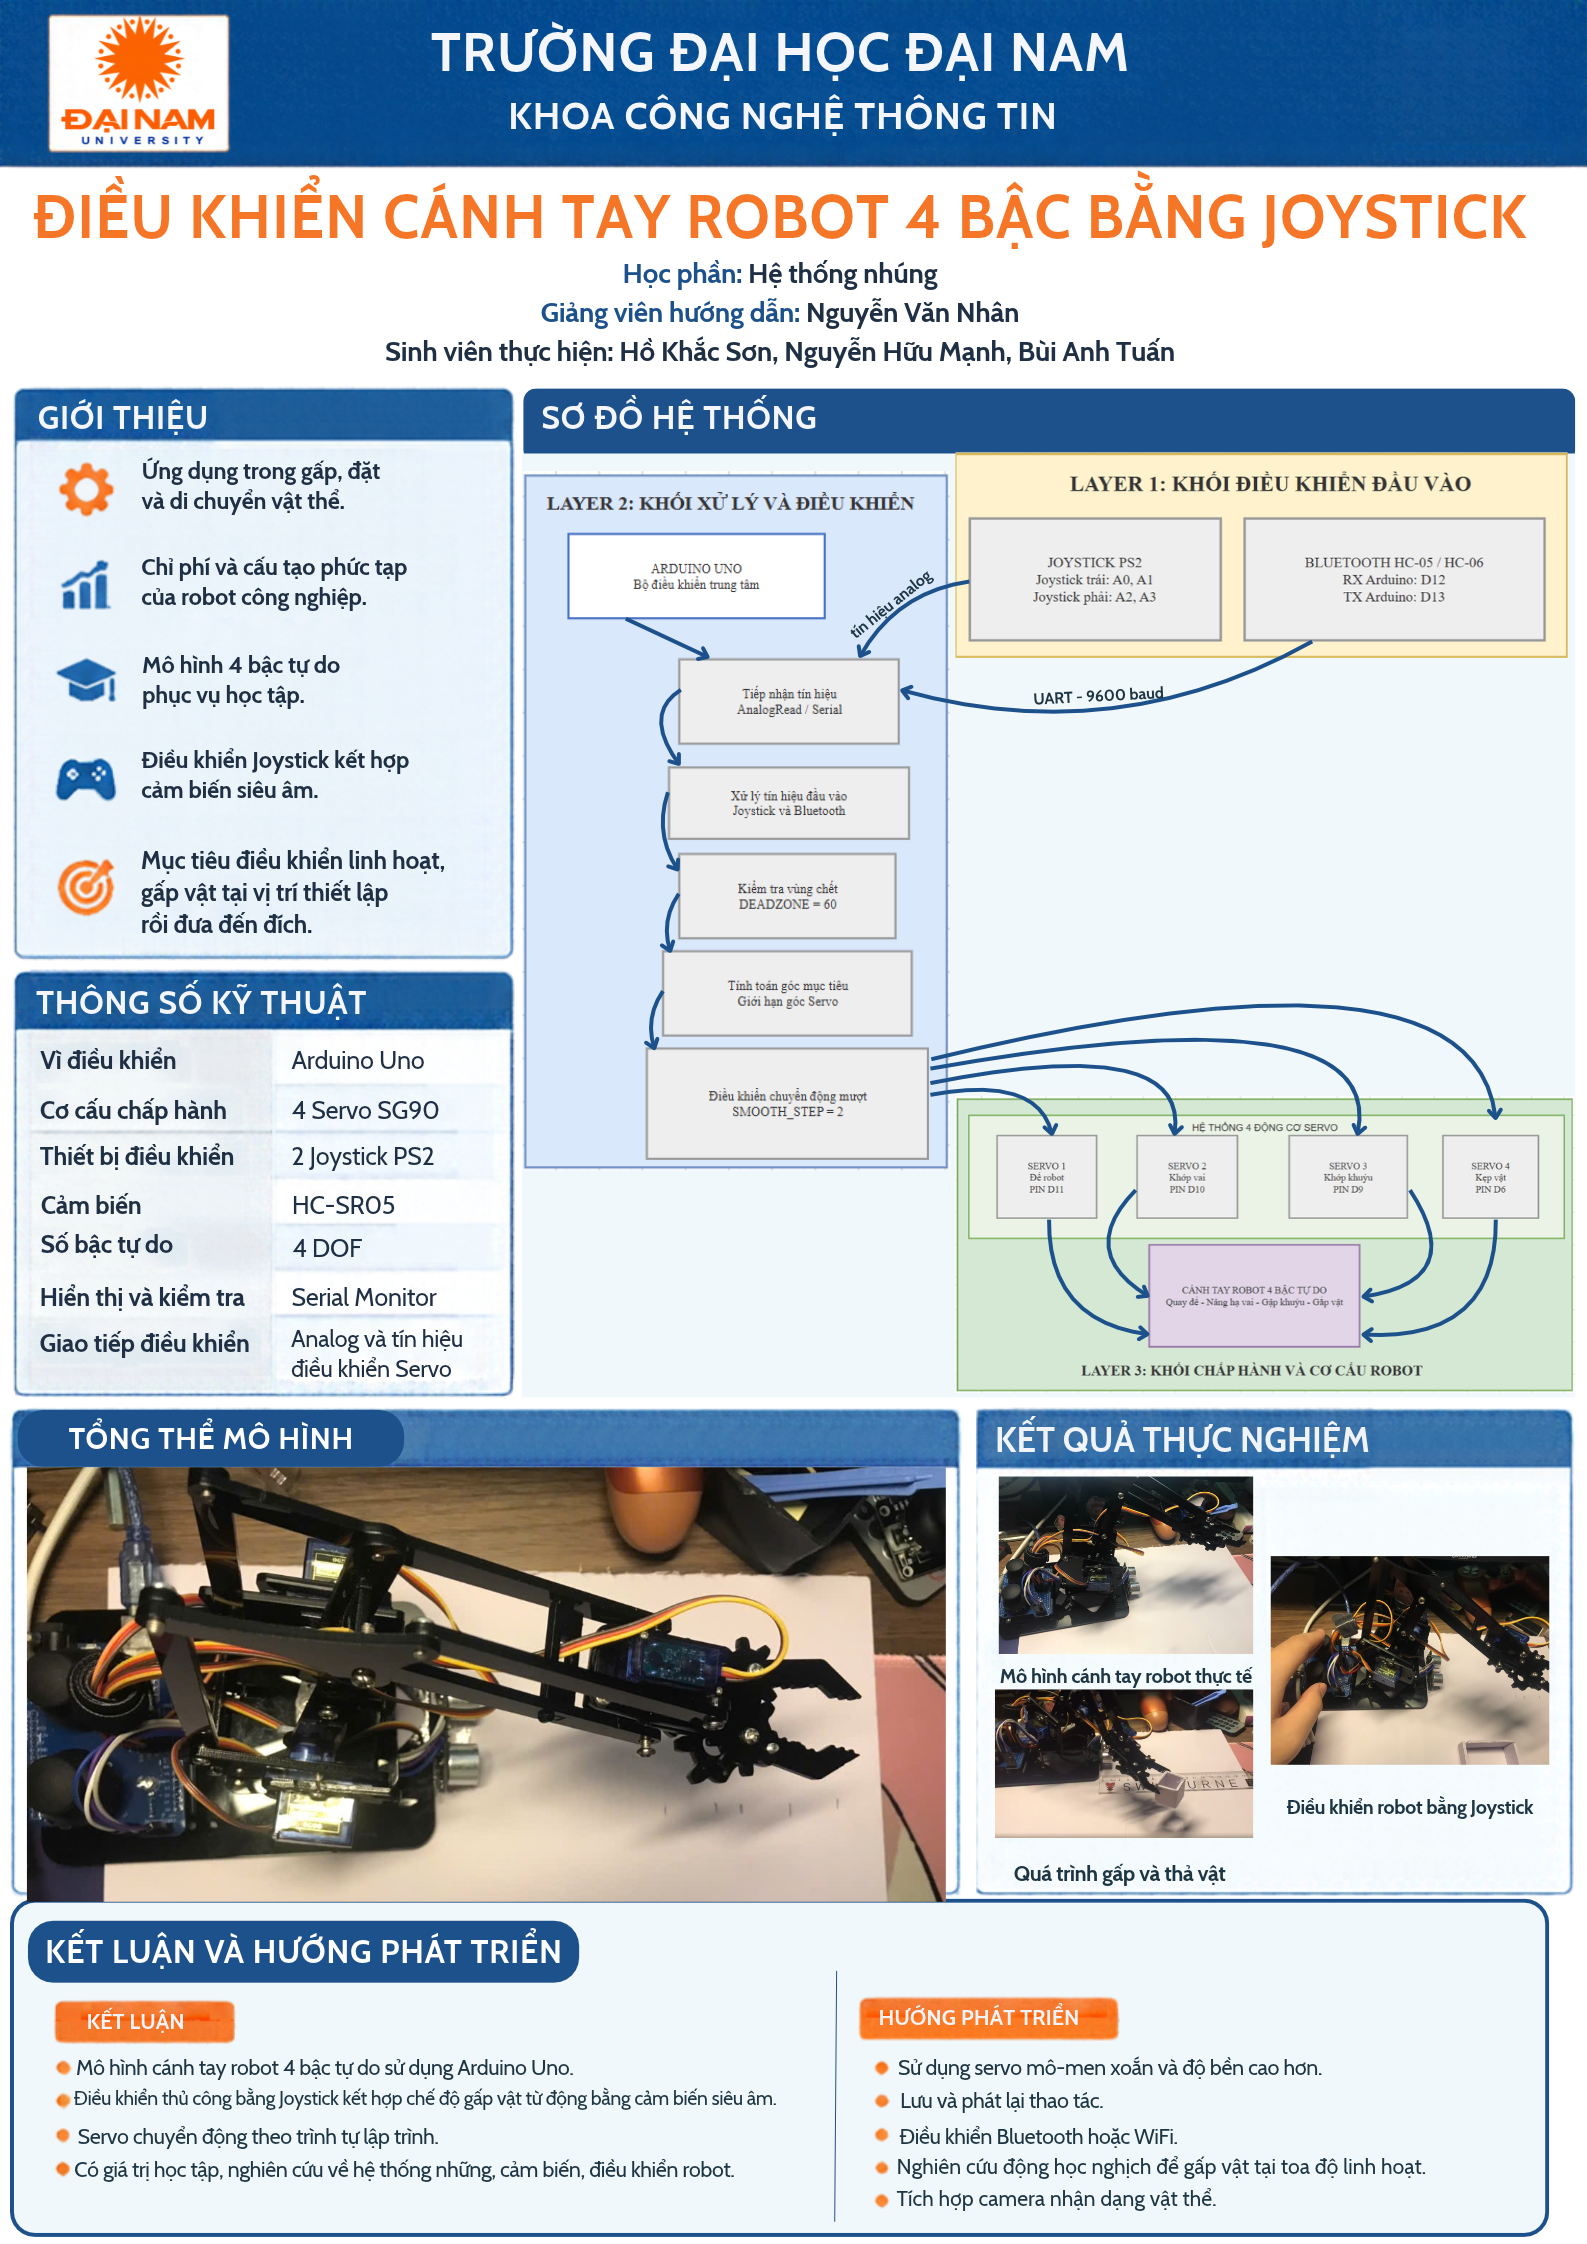 ĐẠI NAM
UNIVERSITY
TRƯỜNG ĐẠI HỌC ĐẠI NAM
KHOA CÔNG NGHỆ THÔNG TIN
ĐIỀU KHIỂN CÁNH TAY ROBOT 4 BẬC BẰNG JOYSTICK
Học phần: Hệ thống nhúng
Giảng viên hướng dẫn: Nguyễn Văn Nhân
Sinh viên thực hiện: Hồ Khắc Sơn, Nguyễn Hữu Mạnh, Bùi Anh Tuấn
GIỚI THIỆU
Ứng dụng trong gấp, đặt
và di chuyển vật thể.
Chi phí và cấu tạo phức tạp
của robot công nghiệp.
Mô hình 4 bậc tự do
phục vụ học tập.
Điều khiển Joystick kết hợp
cảm biến siêu âm.
Mục tiêu điều khiển linh hoạt,
gấp vật tại vị trí thiết lập
rồi đưa đến đích.
THÔNG SỐ KỸ THUẬT
Vì điều khiển Arduino Uno
Cơ cấu chấp hành 4 Servo SG90
Thiết bị điều khiển 2 Joystick PS2
Cảm biến HC-SR05
Số bậc tự do 4 DOF
Hiển thị và kiểm tra Serial Monitor
Giao tiếp điều khiển Analog và tín hiệu
điều khiển Servo
SƠ ĐỒ HỆ THỐNG
LAYER 2: KHỐI XỬ LÝ VÀ ĐIỀU KHIỂN
ARDUINO UNO
Bộ điều khiển trung tâm
tín hiệu analog
LAYER 1: KHỐI ĐIỀU KHIỂN ĐẦU VÀO
JOYSTICK PS2
Joystick trái: A0, A1
Joystick phải: A2, A3
BLUETOOTH HC-05 / HC-06
RX Arduino: D12
TX Arduino: D13
UART - 9600 baud
Tiếp nhận tín hiệu
AnalogRead / Serial
Xử lý tín hiệu đầu vào
Joystick và Bluetooth
Kiểm tra vùng chết
DEADZONE = 60
Tính toán góc mục tiêu
Giới hạn góc Servo
Điều khiển chuyển động mượt
SMOOTH_STEP = 2
HỆ THỐNG 4 ĐỘNG CƠ SERVO
SERVO 1
Đế robot
PIN D11
SERVO 2
Khớp vai
PIN D10
SERVO 3
Khớp khuỷu
PIN D9
SERVO 4
Kẹp vật
PIN D6
CÁNH TAY ROBOT 4 BẬC TỰ DO
Quay đế - Nâng hạ vai - Gập khuỷu - Gắp vật
LAYER 3: KHỐI CHẤP HÀNH VÀ CƠ CẤU ROBOT
TỔNG THỂ MÔ HÌNH
KẾT QUẢ THỰC NGHIỆM
Mô hình cánh tay robot thực tế
Điều khiển robot bằng Joystick
Quá trình gấp và thả vật
KẾT LUẬN VÀ HƯỚNG PHÁT TRIỂN
KẾT LUẬN
Mô hình cánh tay robot 4 bậc tự do sử dụng Arduino Uno.
Điều khiển thủ công bằng Joystick kết hợp chế độ gấp vật từ động bằng cảm biến siêu âm.
Servo chuyển động theo trình tự lập trình.
Có giá trị học tập, nghiên cứu về hệ thống những, cảm biến, điều khiển robot.
HƯỚNG PHÁT TRIỂN
Sử dụng servo mô-men xoắn và độ bền cao hơn.
Lưu và phát lại thao tác.
Điều khiển Bluetooth hoặc WiFi.
Nghiên cứu động học nghịch để gấp vật tại toa độ linh hoạt.
Tích hợp camera nhận dạng vật thể.